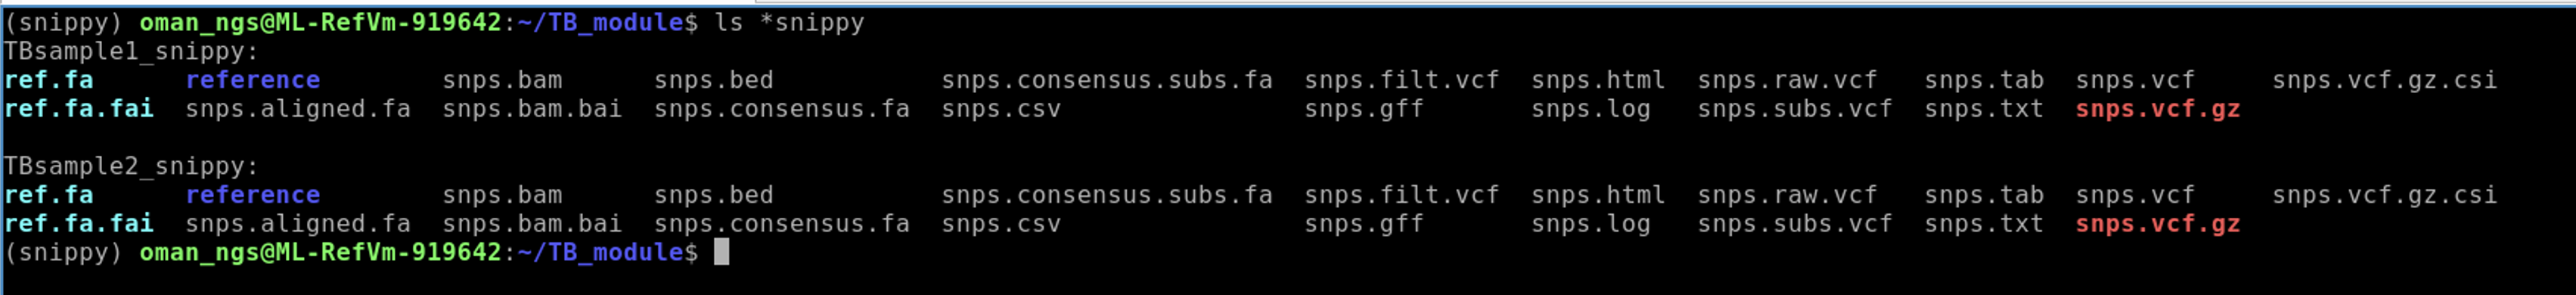 (snippy) oman_ngs@ML-RefVm-919642:~/TB_module$ ls *snippy
TBsample1_snippy:
ref.fa reference snps.bam snps.bed snps.consensus.subs.fa snps.filt.vcf snps.html snps.raw.vcf snps.tab snps.vcf snps.vcf.gz.csi
ref.fa.fai snps.aligned.fa snps.bam.bai snps.consensus.fa snps.csv snps.gff snps.log snps.subs.vcf snps.txt snps.vcf.gz
TBsample2_snippy:
ref.fa reference snps.bam snps.bed snps.consensus.subs.fa snps.filt.vcf snps.html snps.raw.vcf snps.tab snps.vcf snps.vcf.gz.csi
ref.fa.fai snps.aligned.fa snps.bam.bai snps.consensus.fa snps.csv snps.gff snps.log snps.subs.vcf snps.txt snps.vcf.gz
(snippy) oman_ngs@ML-RefVm-919642:~/TB_module$